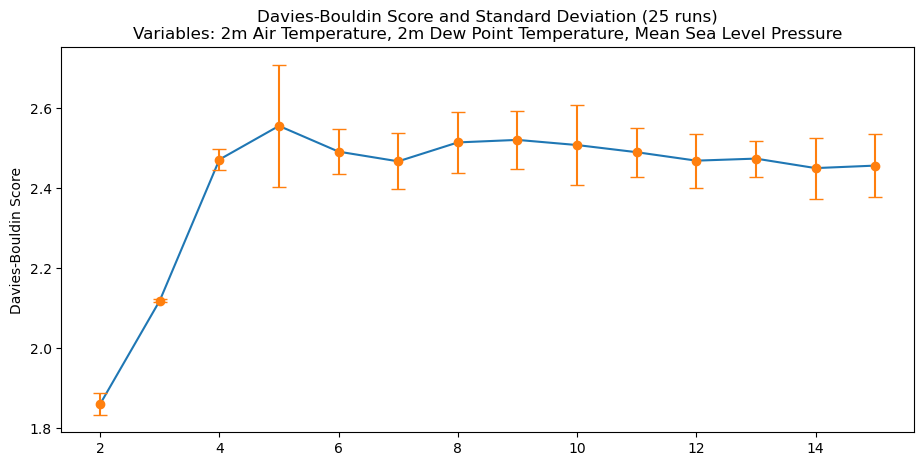 Davies-Bouldin Score and Standard Deviation (25 runs)
Variables: 2m Air Temperature, 2m Dew Point Temperature, Mean Sea Level Pressure
Davies-Bouldin Score
2.6
2.4
2.2
2.0
1.8
2 4 6 8 10 12 14